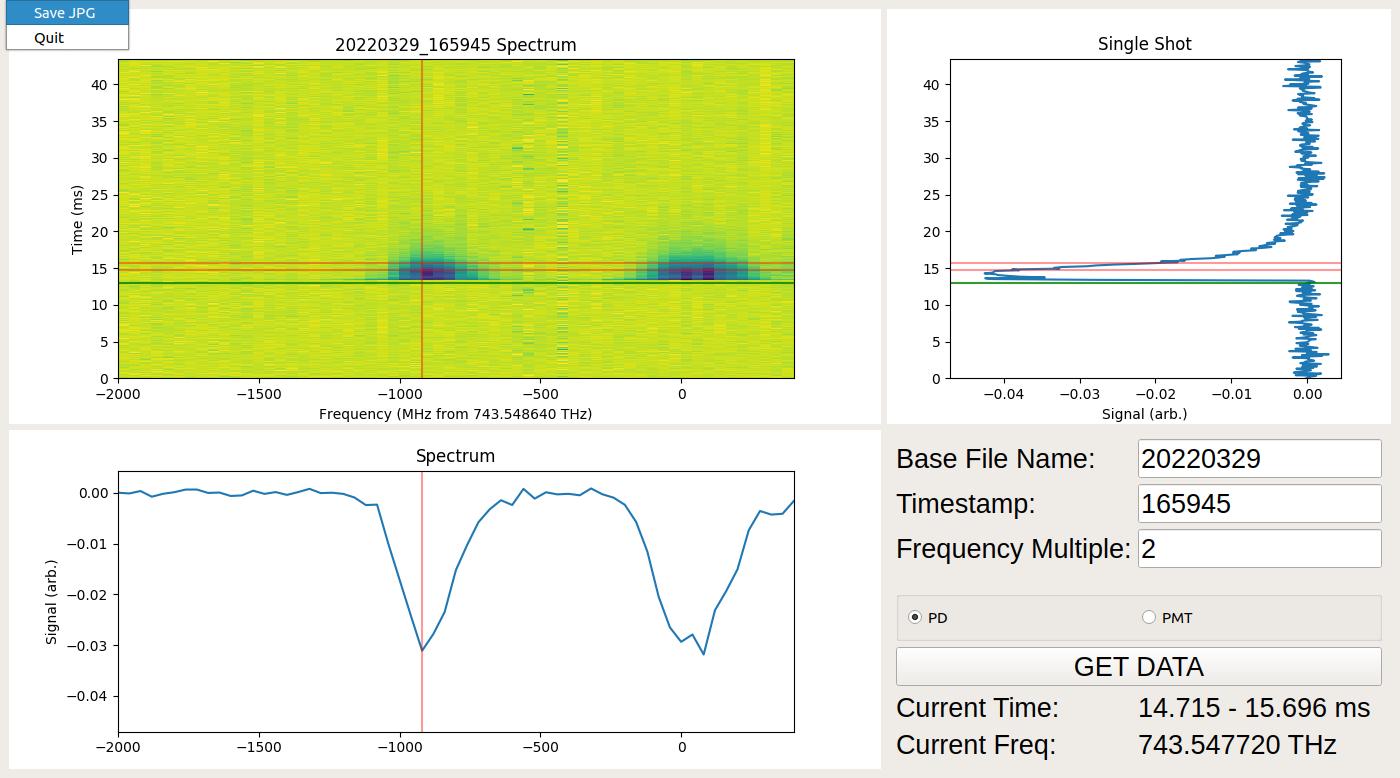 Save JPG
Quit
20220329_165945 Spectrum
40
35
30
25
20
15
10
5
0
Time (ms)
−2000
−1500
−1000
−500
0
Frequency (MHz from 743.548640 THz)
Single Shot
40
35
30
25
20
15
10
5
0
−0.04
−0.03
−0.02
−0.01
0.00
Signal (arb.)
Spectrum
0.00
−0.01
−0.02
−0.03
−0.04
Signal (arb.)
−2000
−1500
−1000
−500
0
Base File Name: 20220329
Timestamp: 165945
Frequency Multiple: 2
PD PMT
GET DATA
Current Time: 14.715 - 15.696 ms
Current Freq: 743.547720 THz